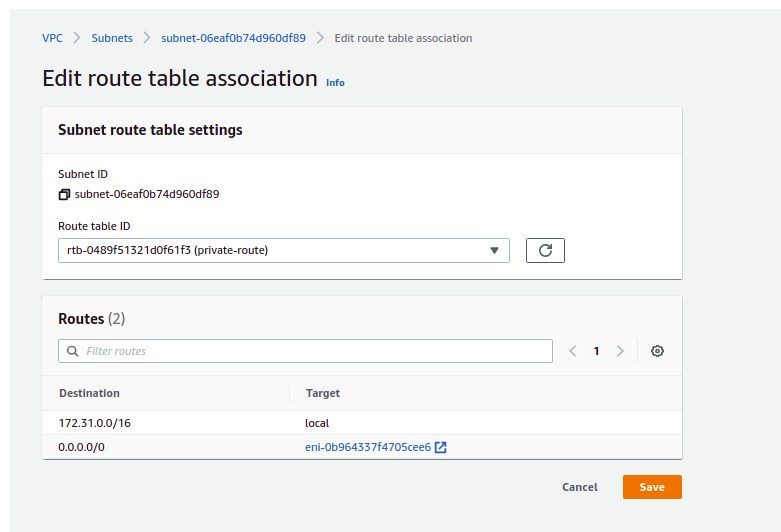 VPC > Subnets > subnet-06eaf0b74d960df89 > Edit route table association
Edit route table association Info
Subnet route table settings
Subnet ID
subnet-06eaf0b74d960df89
Route table ID
rtb-0489f51321d0f61f3 (private-route)
Routes (2)
Filter routes
1
Destination Target
172.31.0.0/16 local
0.0.0.0/0 eni-0b964337f4705cee6
Cancel Save